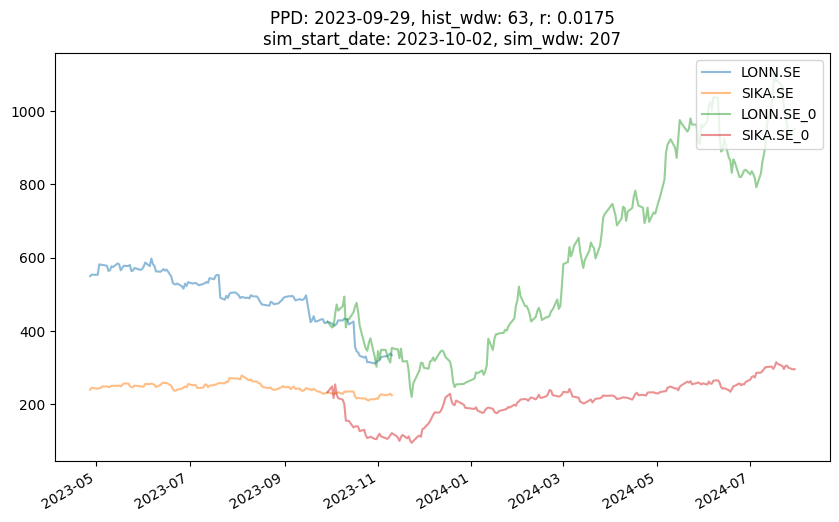 PPD: 2023-09-29, hist_wdw: 63, r: 0.0175
sim_start_date: 2023-10-02, sim_wdw: 207
LONN.SE
SIKA.SE
LONN.SE_0
SIKA.SE_0
1000
800
600
400
200
2023-05
2023-07
2023-09
2023-11
2024-01
2024-03
2024-05
2024-07